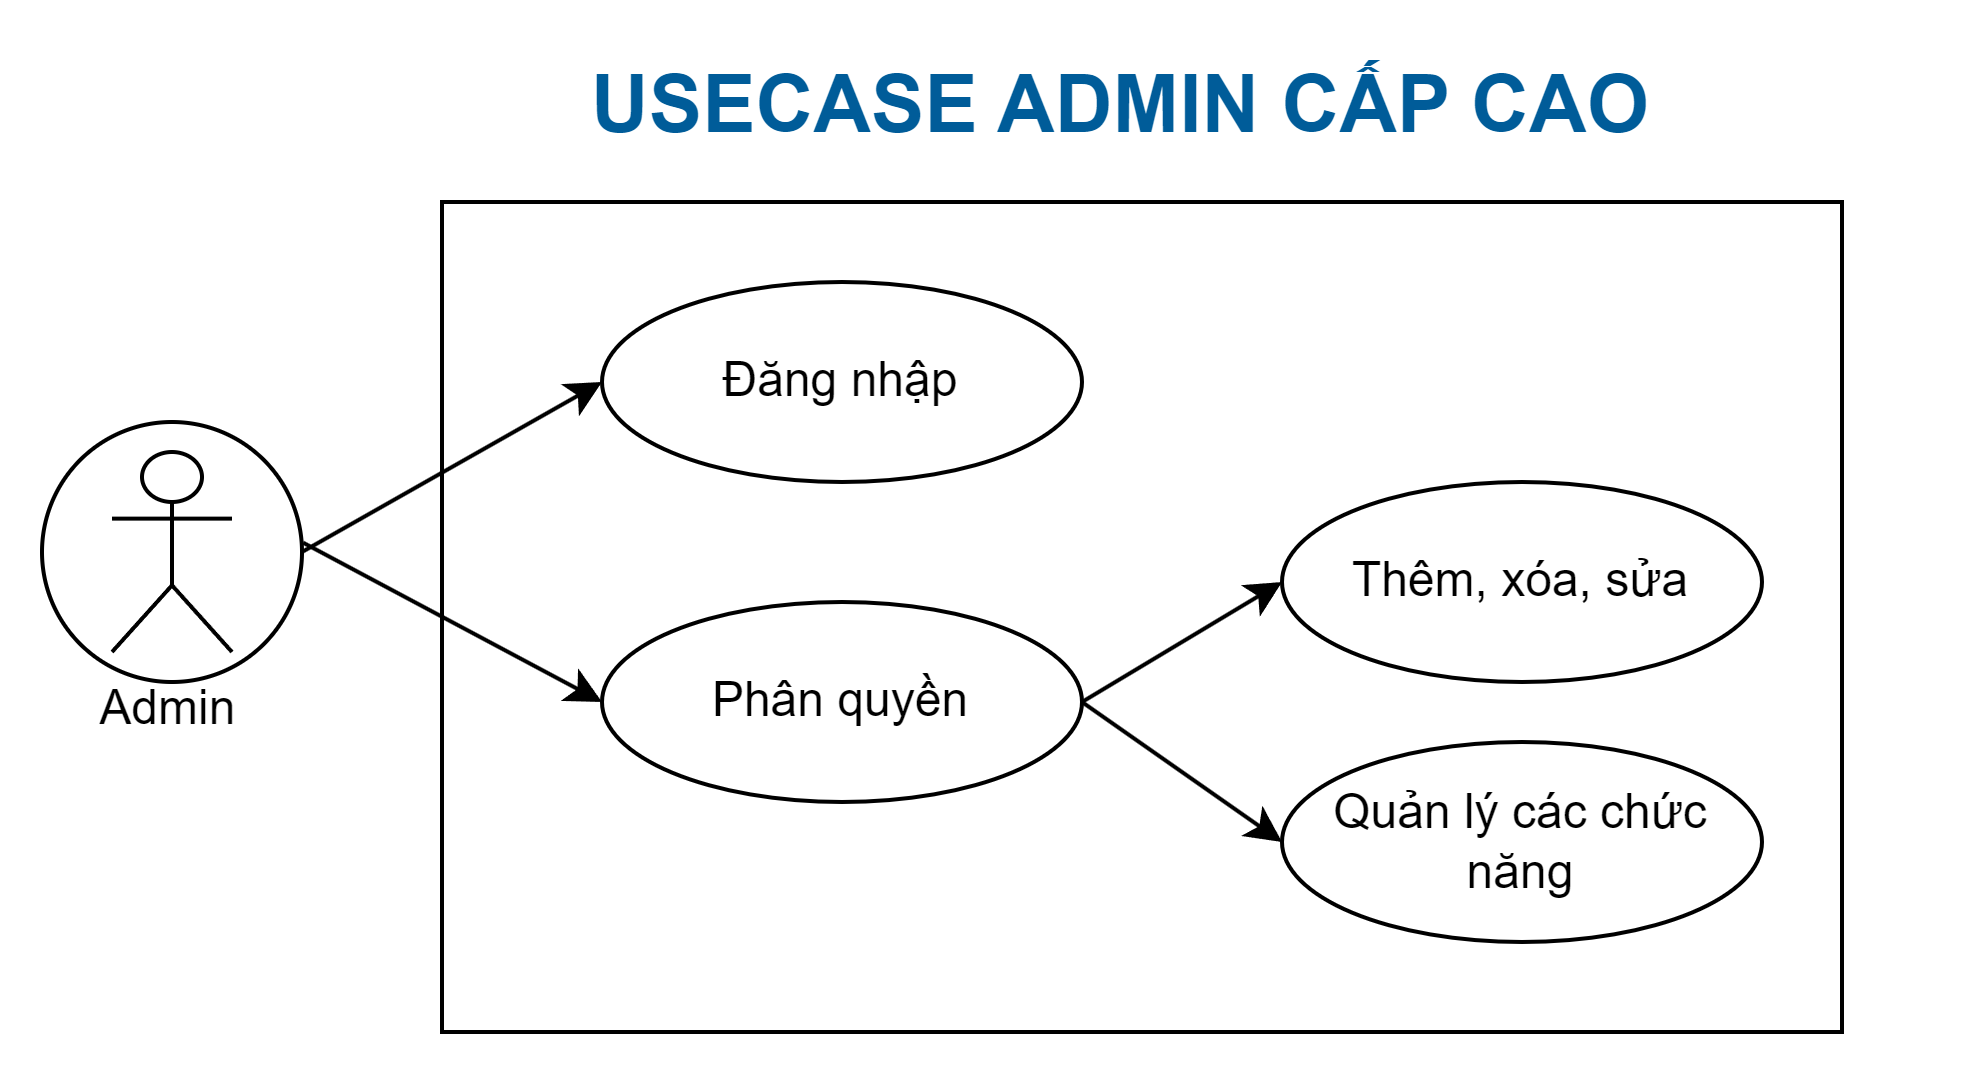 USECASE ADMIN CẤP CAO
Đăng nhập
Thêm, xóa, sửa
Phân quyền
Admin
Quản lý các chức
năng